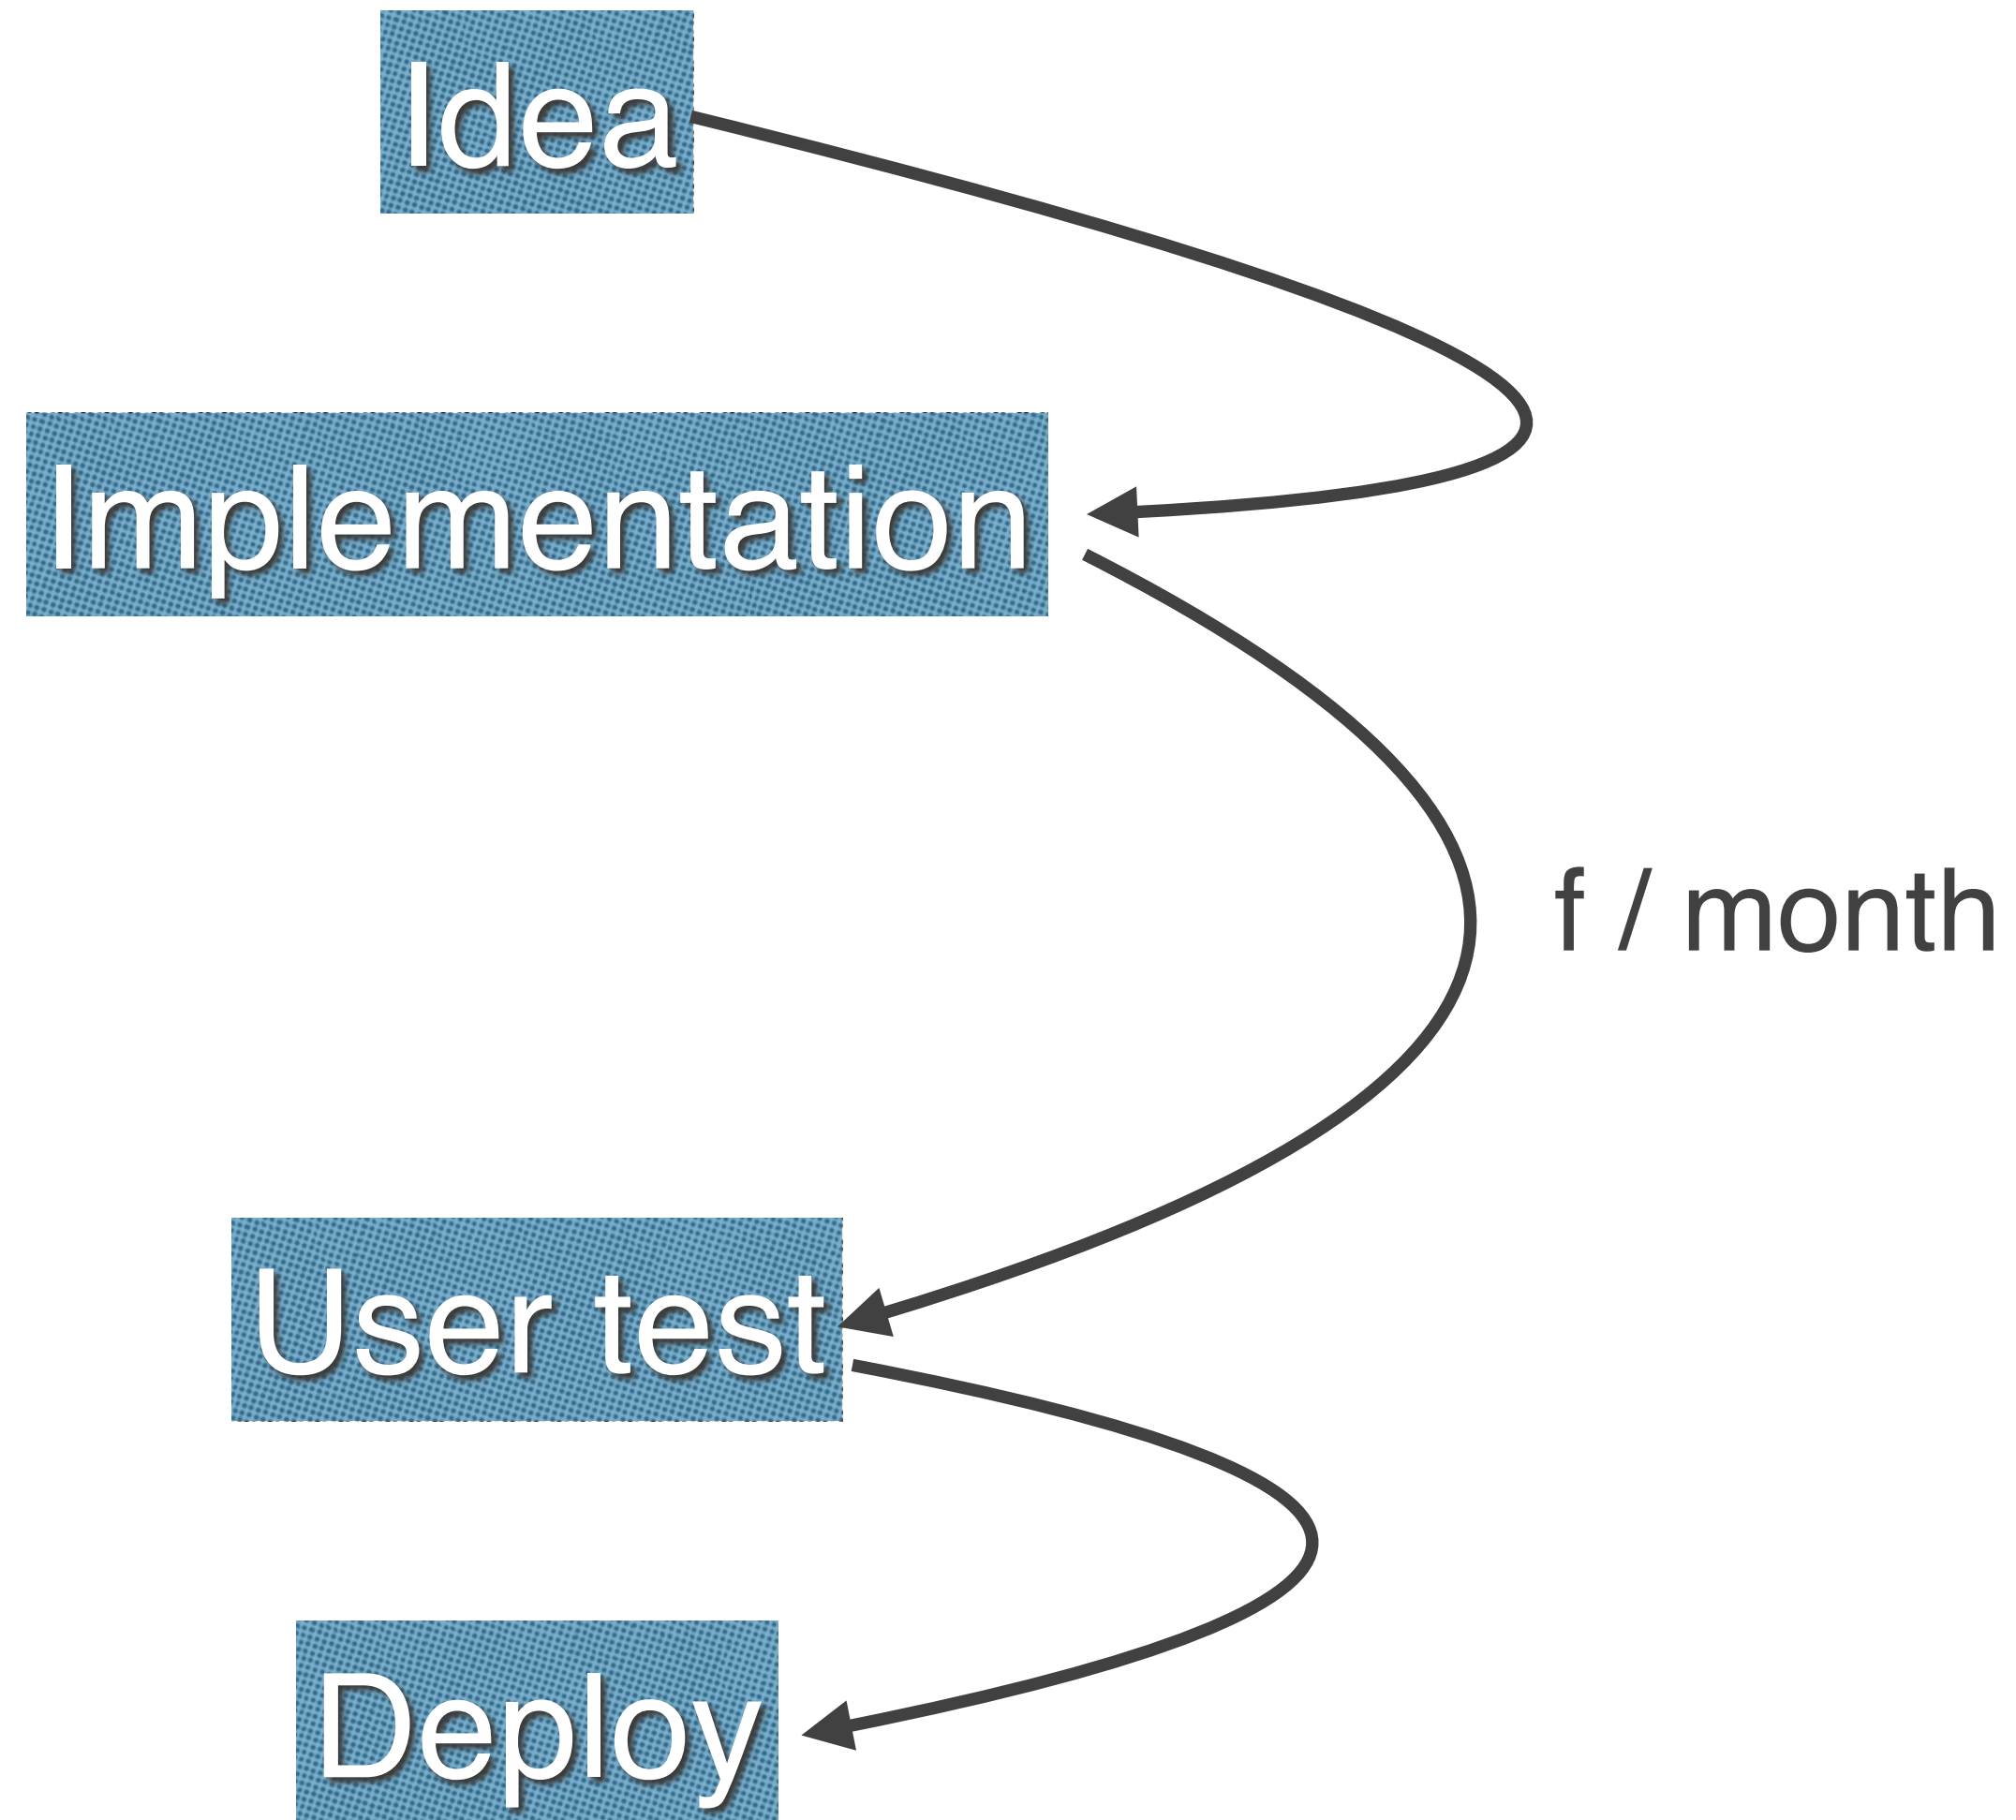 Idea
Implementation
f / month
User test
Deploy